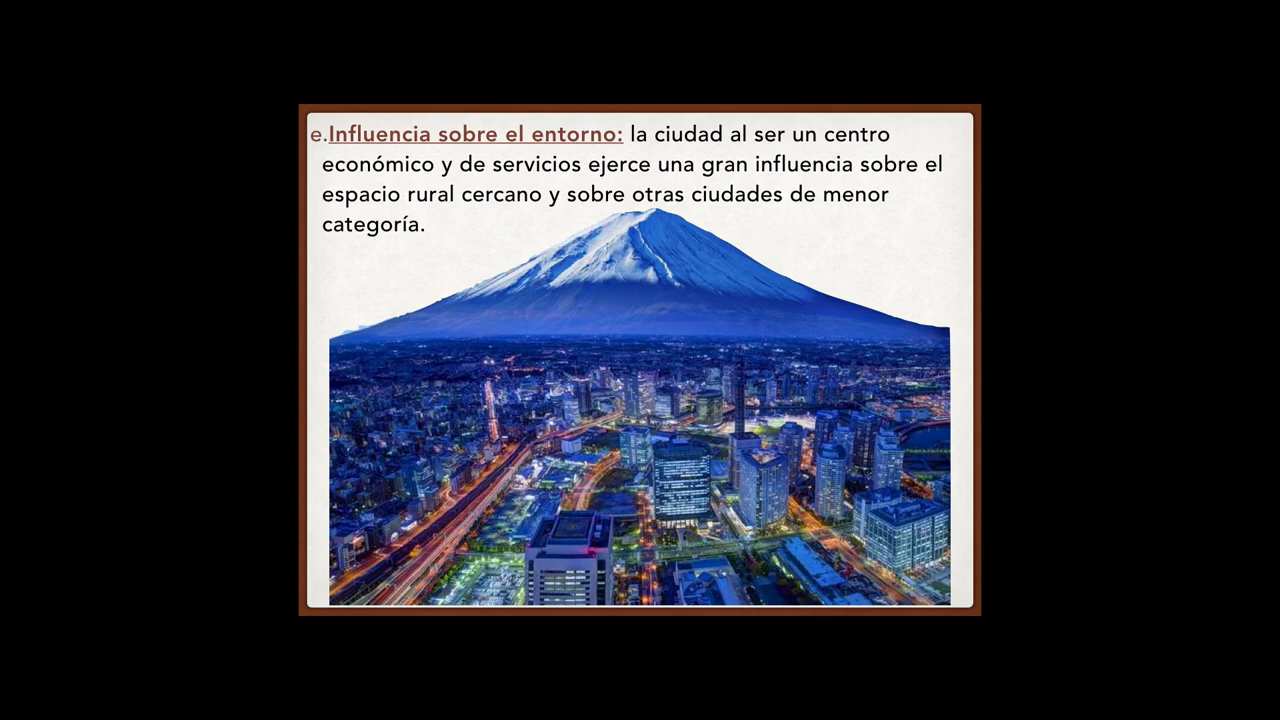 e.Influencia sobre el entorno: la ciudad al ser un centro
económico y de servicios ejerce una gran influencia sobre el
espacio rural cercano y sobre otras ciudades de menor
categoría.